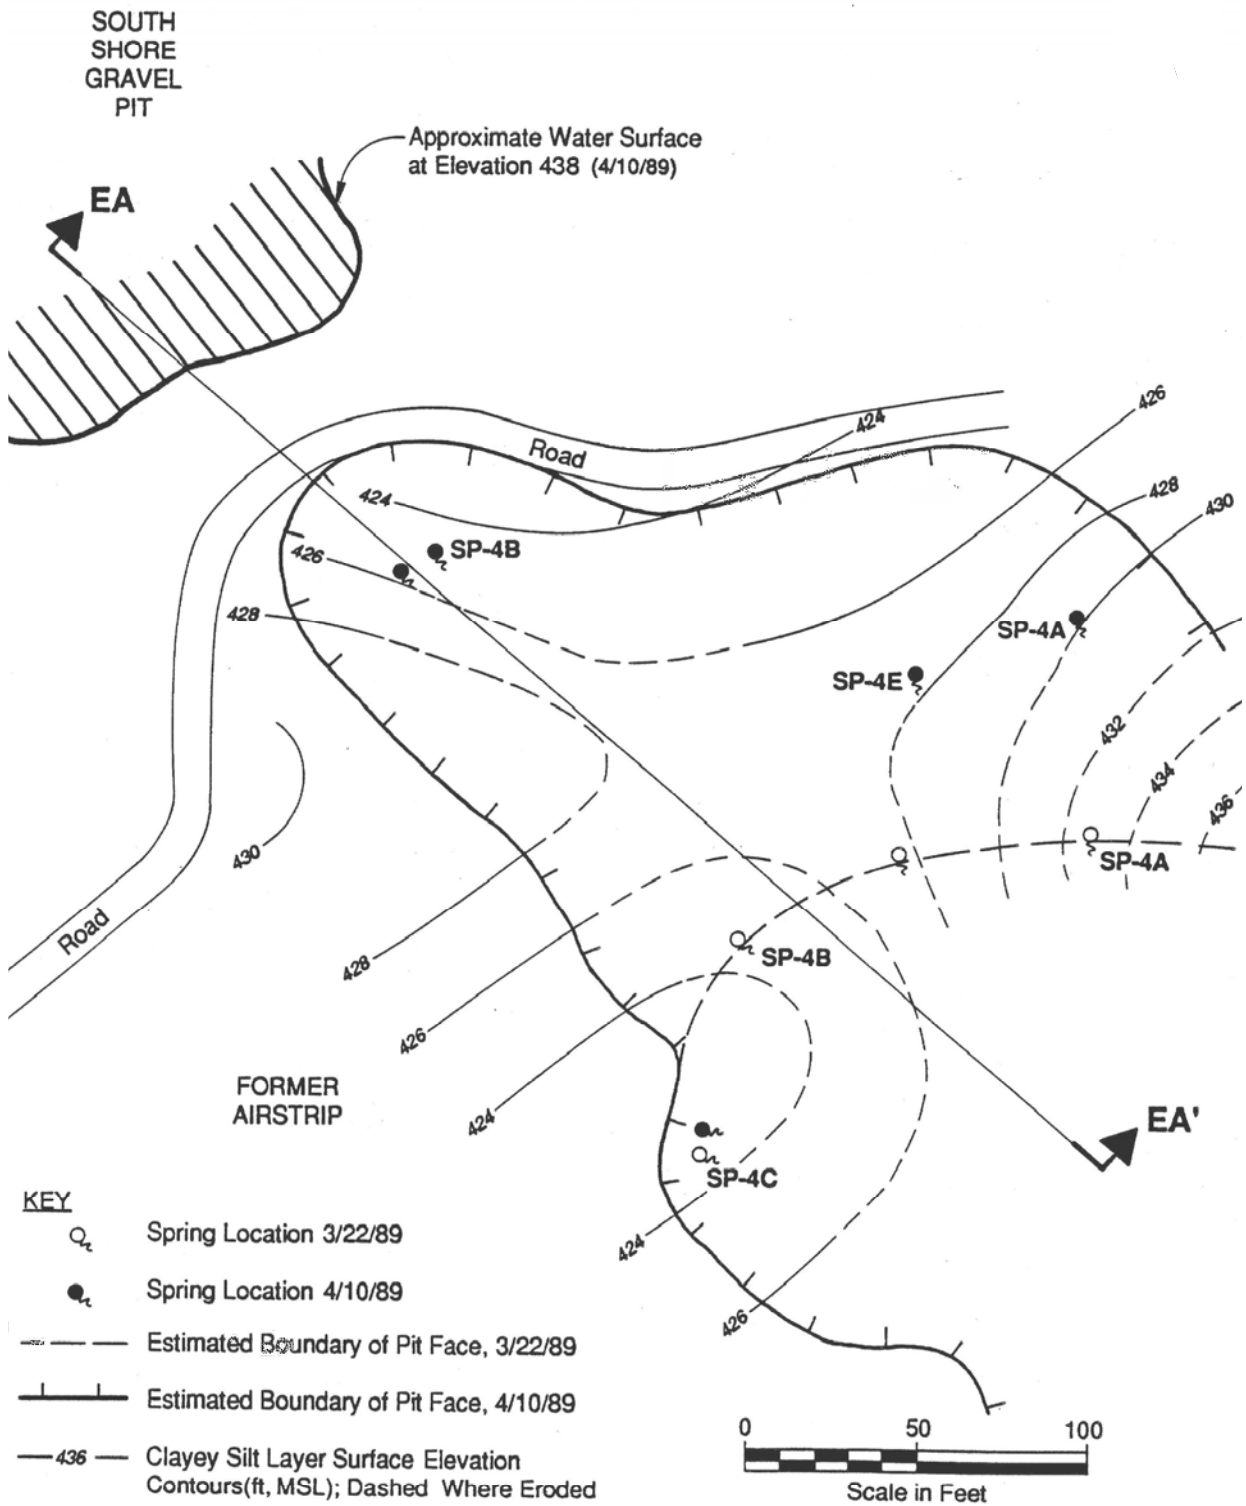 SOUTH
SHORE
GRAVEL
PIT
Approximate Water Surface
at Elevation 438 (4/10/89)
EA
426
424
Road
428
424
430
SP-4B
426
428
SP-4A
SP-4E
432
434
436
430
SP-4A
Road
SP-4B
428
426
FORMER
AIRSTRIP
424
EA'
SP-4C
KEY
424
Spring Location 3/22/89
Spring Location 4/10/89
426
Estimated Boundary of Pit Face, 3/22/89
Estimated Boundary of Pit Face, 4/10/89
0 50 100
436 Clayey Silt Layer Surface Elevation
Contours(ft, MSL); Dashed Where Eroded
Scale in Feet